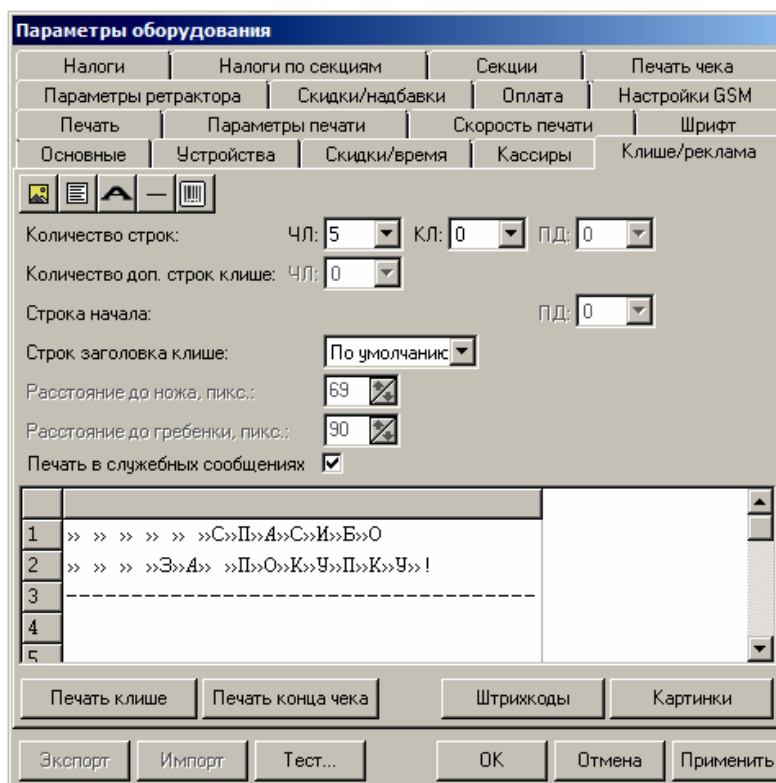 Параметры оборудования
Налоги Налоги по секциям Секции Печать чека
Параметры ретрактора Скидки/надбавки Оплата Настройки GSM
Печать Параметры печати Скорость печати Шрифт
Основные Устройства Скидки/время Кассиры Клише/реклама
Количество строк: ЧЛ: 5 КЛ: 0 ПД: 0
Количество доп. строк клише: ЧЛ: 0
Строка начала: ПД: 0
Строк заголовка клише: По умолчанию
Расстояние до ножа, пикс.: 69
Расстояние до гребенки, пикс.: 90
Печать в служебных сообщениях
1 » » » » » »С»П»А»С»И»Б»О
2 » » » »З»А» »П»О»К»У»П»К»У»!
3 ------------------------------------
4
5
Печать клише Печать конца чека Штрихкоды Картинки
Экспорт Импорт Тест... OK Отмена Применить